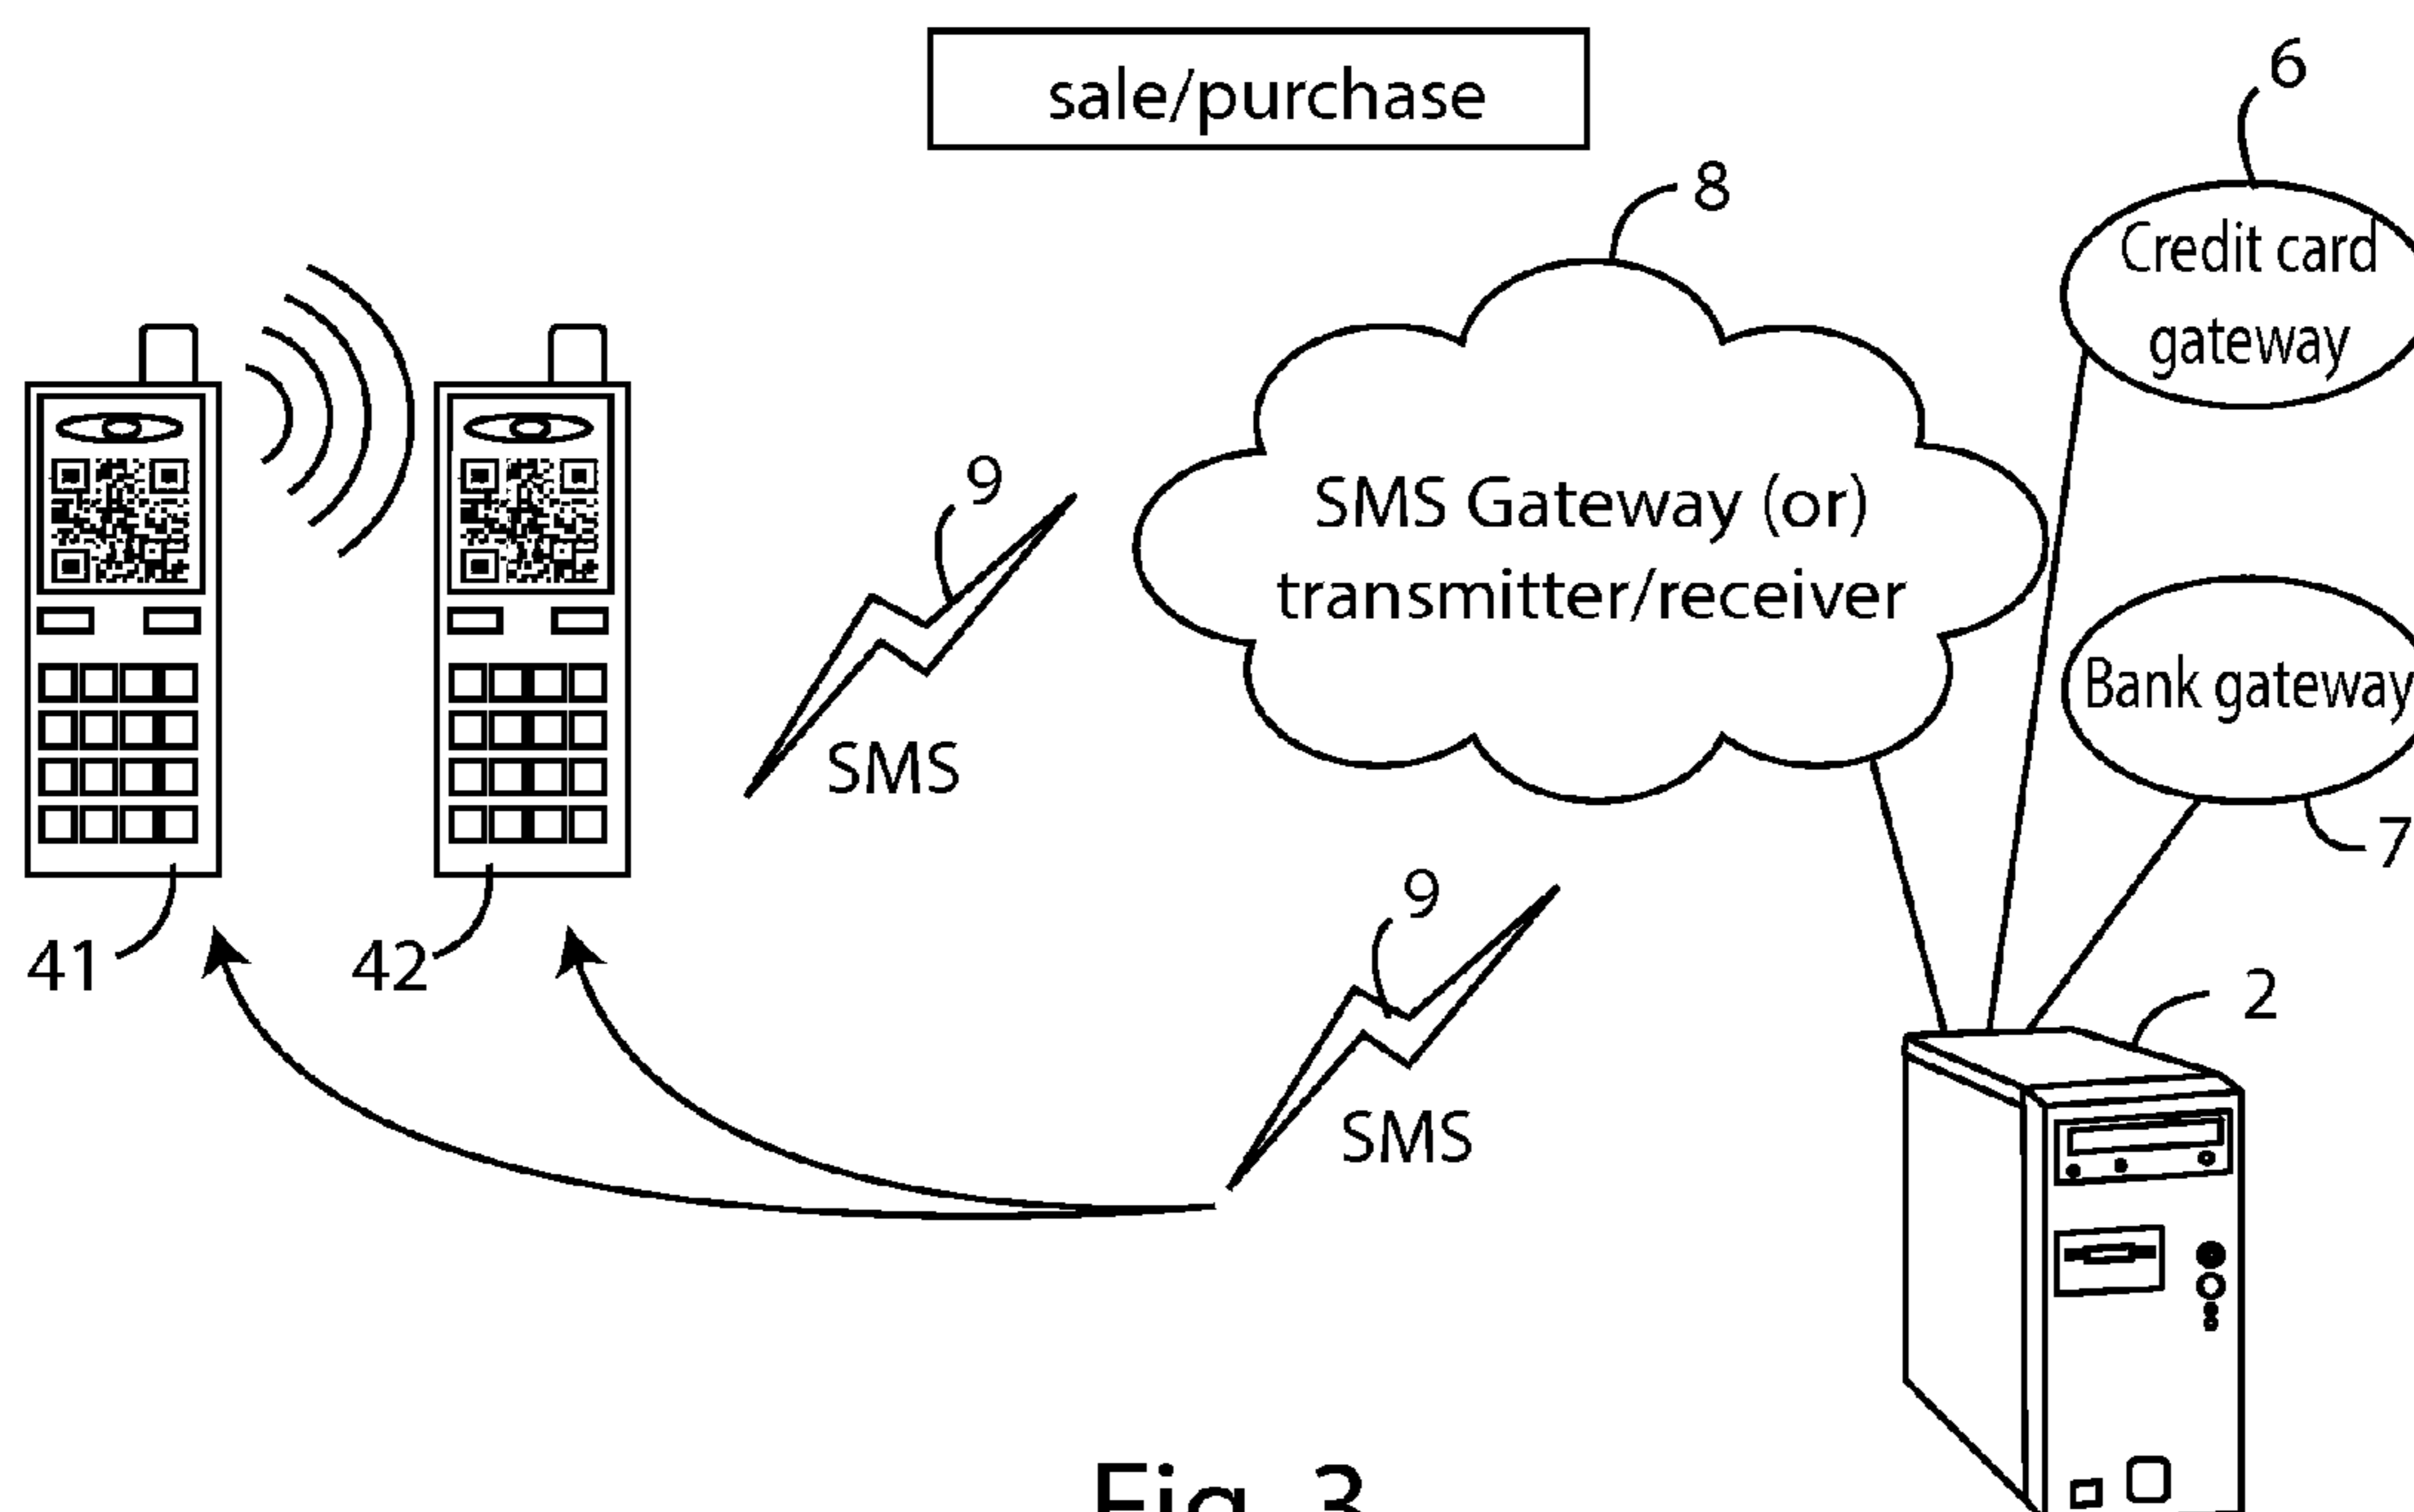 sale/purchase
6
8
Credit card
gateway
9
SMS Gateway (or)
transmitter/receiver
Bank gateway
SMS
7
9
41
42
2
SMS
Fig. 3